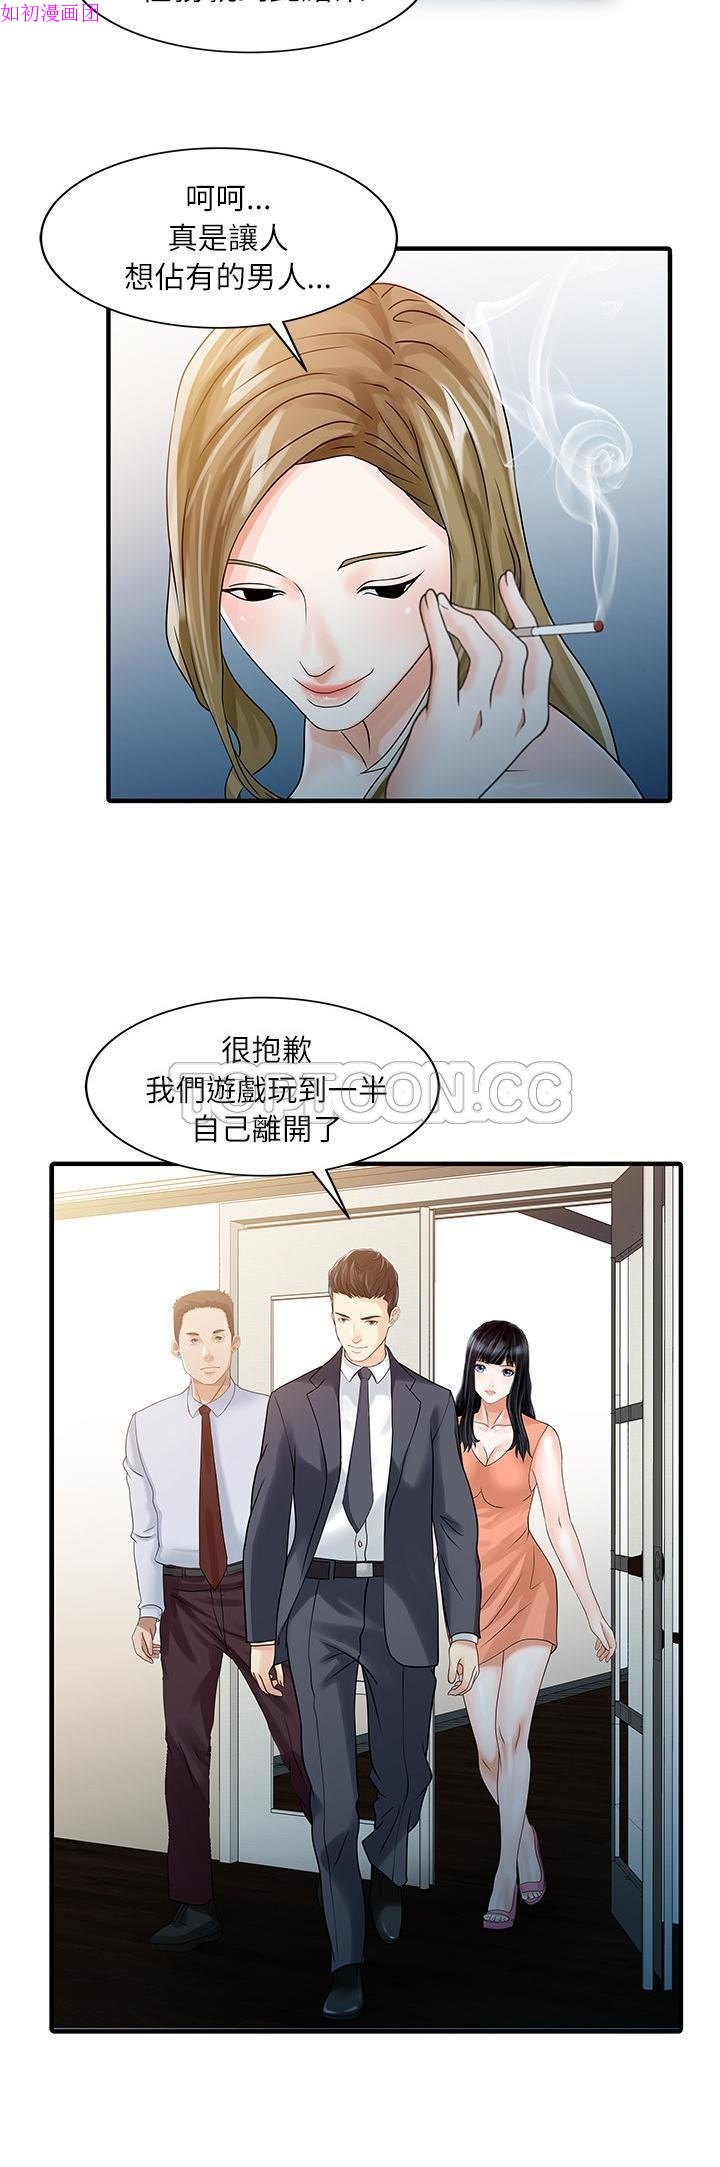 如初漫画团
呵呵...
真是讓人
想佔有的男人...
很抱歉
我們遊戲玩到一半
自己離開了
TOPTOON.CC